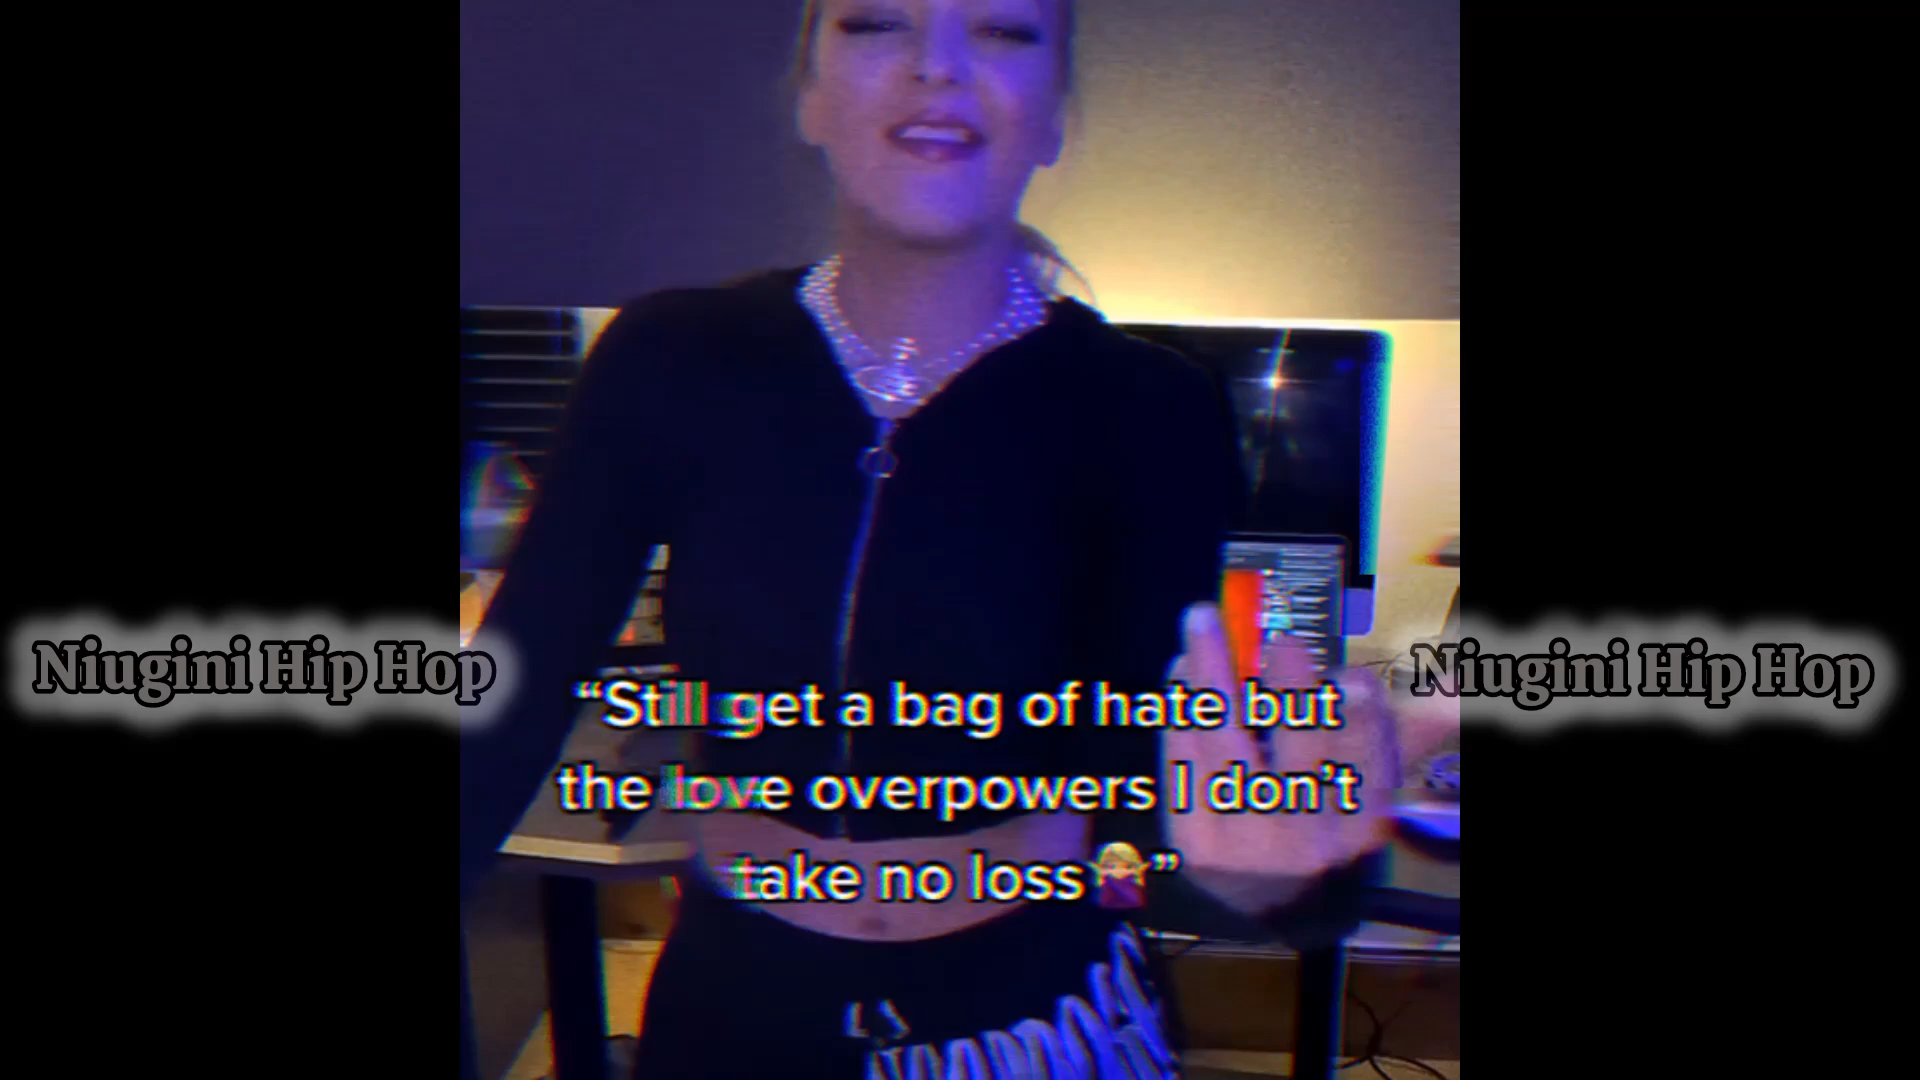 Niugini Hip Hop
Niugini Hip Hop
“Still get a bag of hate but
the love overpowers I don’t
take no loss🙅🏼‍♀️”